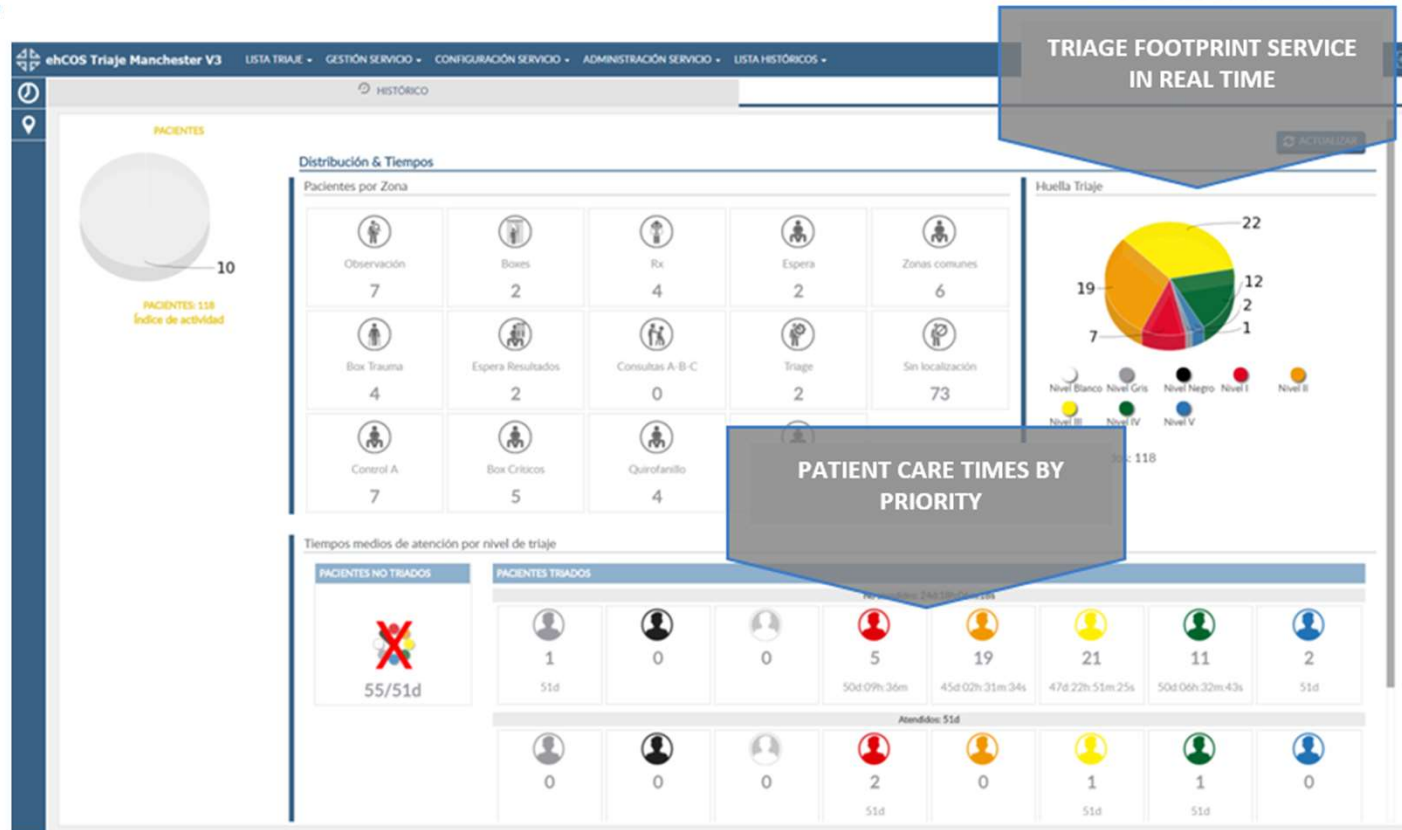 TRIAGE FOOTPRINT SERVICE
IN REAL TIME
ehCOS Triaje Manchester V3 LISTA TRIAJE GESTIÓN SERVICIO CONFIGURACIÓN SERVICIO ADMINISTRACIÓN SERVICIO LISTA HISTÓRICOS
HISTÓRICO
ACTUALIZAR
PACIENTES
10
PACIENTES: 118
Índice de actividad
Distribución & Tiempos
Pacientes por Zona
Observación Boxes Rx Espera Zonas comunes
7 2 4 2 6
Box Trauma Espera Resultados Consultas A-B-C Triage Sin localización
4 2 0 2 73
Control A Box Críticos Quirofanillo
7 5 4
Huella Triaje
22
19 12
2
7 1
Nivel Blanco Nivel Gris Nivel Negro Nivel I Nivel II
Nivel III Nivel IV Nivel V
: 118
PATIENT CARE TIMES BY
PRIORITY
Tiempos medios de atención por nivel de triaje
PACIENTES NO TRIADOS PACIENTES TRIADOS
55/51d
1 0 0 5 19 21 11 2
51d 50d:09h:36m 45d:02h:31m:34s 47d:22h:51m:25s 50d:06h:32m:43s 51d
Atendidos: 51d
0 0 0 2 0 1 1 0
51d 51d 51d